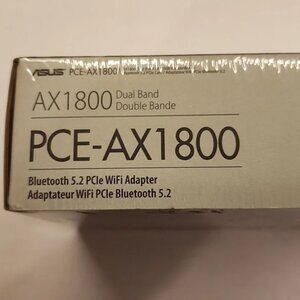 ASUS PCE-AX1800
AX1800 Dual Band
Double Bande
PCE-AX1800
Bluetooth 5.2 PCIe WiFi Adapter
Adaptateur WiFi PCIe Bluetooth 5.2